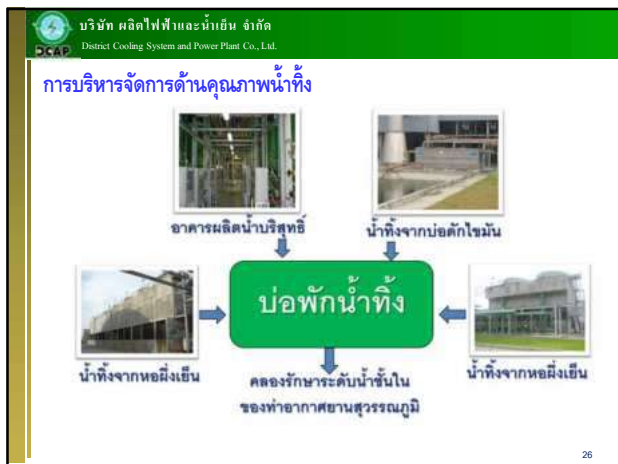 บริษัท ผลิตไฟฟ้าและน้ำเย็น จำกัด
District Cooling System and Power Plant Co., Ltd.
DCAP
การบริหารจัดการด้านคุณภาพน้ำทิ้ง
อาคารผลิตน้ำบริสุทธิ์
น้ำทิ้งจากบ่อดักไขมัน
บ่อพักน้ำทิ้ง
น้ำทิ้งจากหอผึ่งเย็น
น้ำทิ้งจากหอผึ่งเย็น
คลองรักษาระดับน้ำชั้นใน
ของท่าอากาศยานสุวรรณภูมิ
26